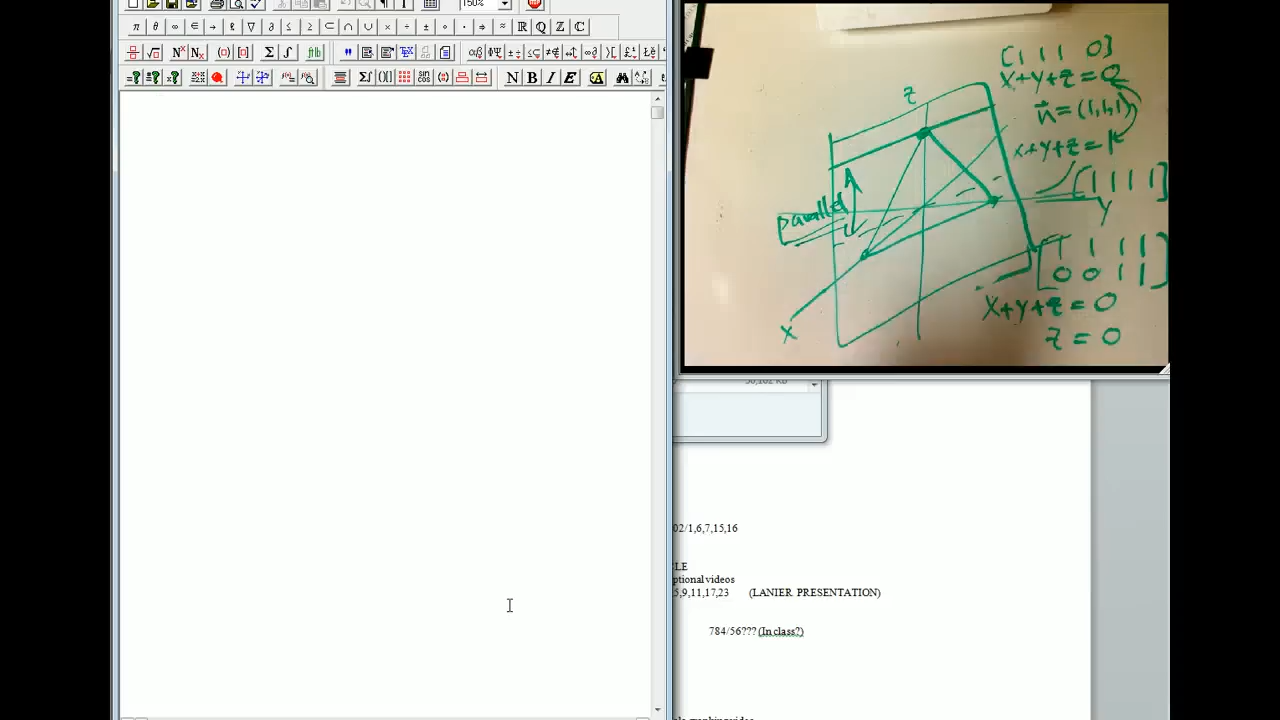 150%
π θ ∞ ∈ → ℓ ∇ ∂ ≤ ⊂ ∩ ∪ × ÷ ± ∘ · ≈ ℝ ℚ ℤ ℂ
N B I E A
[1 1 1 0]
x+y+z=0
n=(1,1,1)
x+y+z=k
[1 1 1 1]
z
parallel
y
x
[1 1 1 1
0 0 1 1]
x+y+z=0
z=0
02/1,6,7,15,16
CLE
ptional videos
5,9,11,17,23 (LANIER PRESENTATION)
784/56??? (In class?)